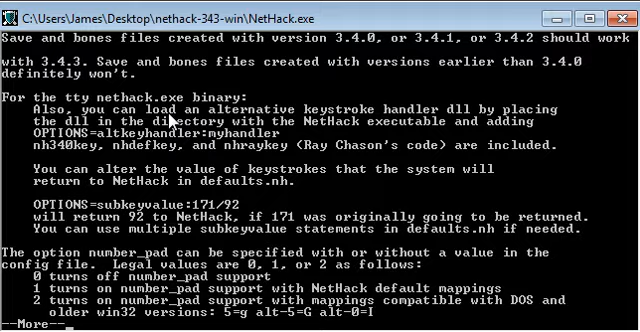 C:\Users\James\Desktop\nethack-343-win\NetHack.exe
Save and bones files created with version 3.4.0, or 3.4.1, or 3.4.2 should work
with 3.4.3. Save and bones files created with versions earlier than 3.4.0
definitely won't.
For the tty nethack.exe binary:
Also, you can load an alternative keystroke handler dll by placing
the dll in the directory with the NetHack executable and adding
OPTIONS=altkeyhandler:myhandler
nh340key, nhdefkey, and nhraykey (Ray Chason's code) are included.
You can alter the value of keystrokes that the system will
return to NetHack in defaults.nh.
OPTIONS=subkeyvalue:171/92
will return 92 to NetHack, if 171 was originally going to be returned.
You can use multiple subkeyvalue statements in defaults.nh if needed.
The option number_pad can be specified with or without a value in the
config file. Legal values are 0, 1, or 2 as follows:
0 turns off number_pad support
1 turns on number_pad support with NetHack default mappings
2 turns on number_pad support with mappings compatible with DOS and
older win32 versions: 5=g alt-5=G alt-0=I
--More--